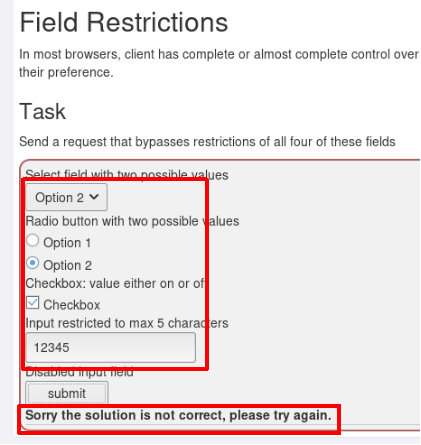 Field Restrictions
In most browsers, client has complete or almost complete control over
their preference.
Task
Send a request that bypasses restrictions of all four of these fields
Select field with two possible values
Option 2
Radio button with two possible values
Option 1
Option 2
Checkbox: value either on or of
Checkbox
Input restricted to max 5 characters
12345
Disabled input field
submit
Sorry the solution is not correct, please try again.